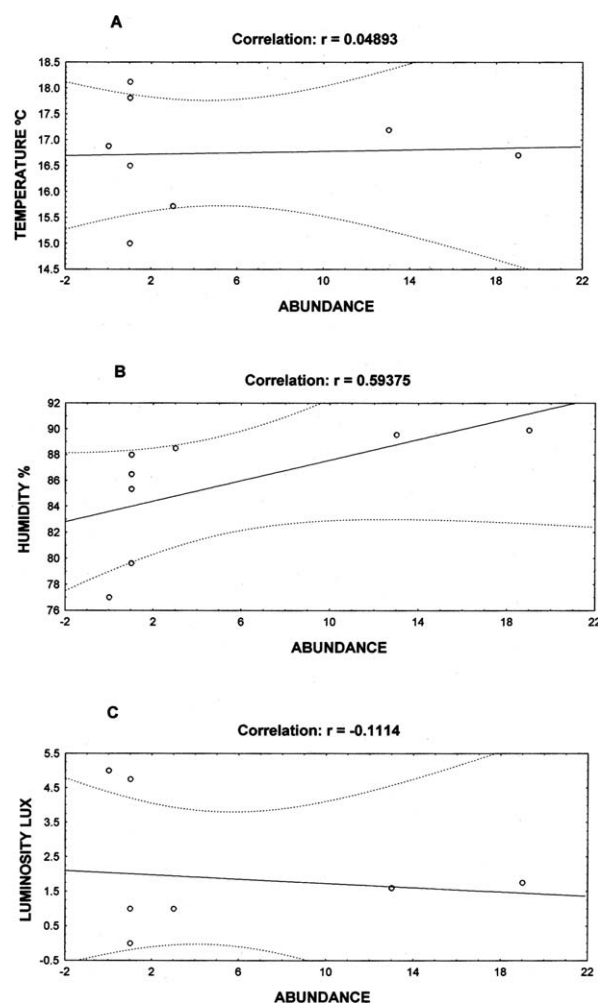 A
Correlation: r = 0.04893
18.5
18.0
17.5
17.0
16.5
16.0
15.5
15.0
14.5
TEMPERATURE ºC
-2 2 6 10 14 18 22
ABUNDANCE
B
Correlation: r = 0.59375
92
90
88
86
84
82
80
78
76
HUMIDITY %
-2 2 6 10 14 18 22
ABUNDANCE
C
Correlation: r = -0.1114
5.5
4.5
3.5
2.5
1.5
0.5
-0.5
LUMINOSITY LUX
-2 2 6 10 14 18 22
ABUNDANCE